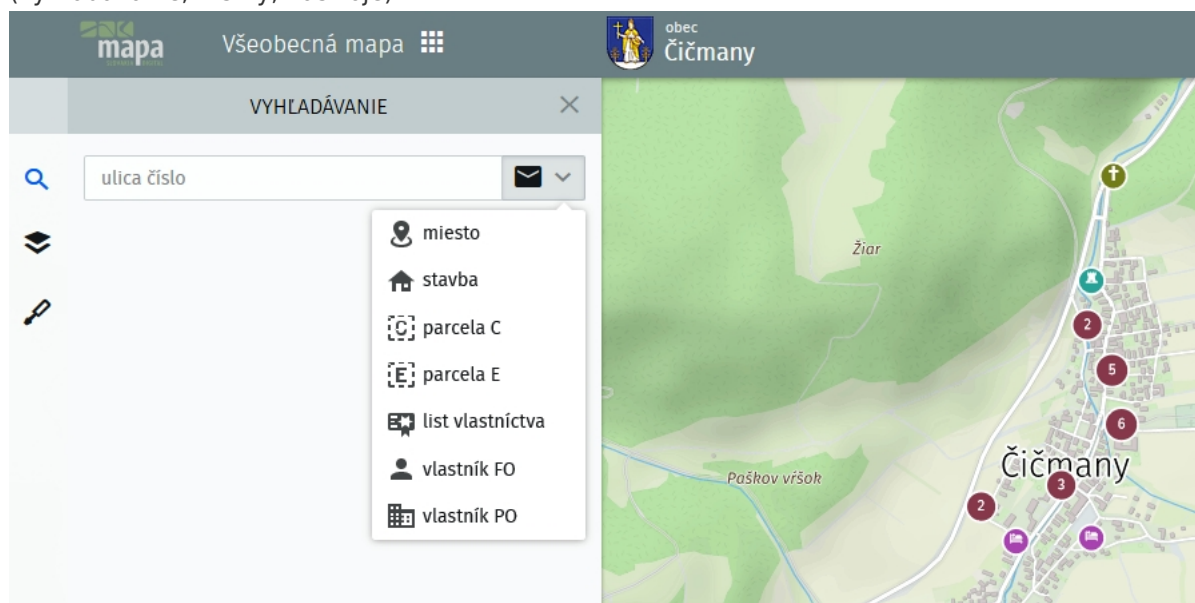 mapa
Všeobecná mapa
obec
Čičmany
VYHĽADÁVANIE
ulica číslo
miesto
stavba
C parcela C
E parcela E
list vlastníctva
vlastník FO
vlastník PO
Žiar
2
5
6
Čičmany
Paškov vŕšok
3
2